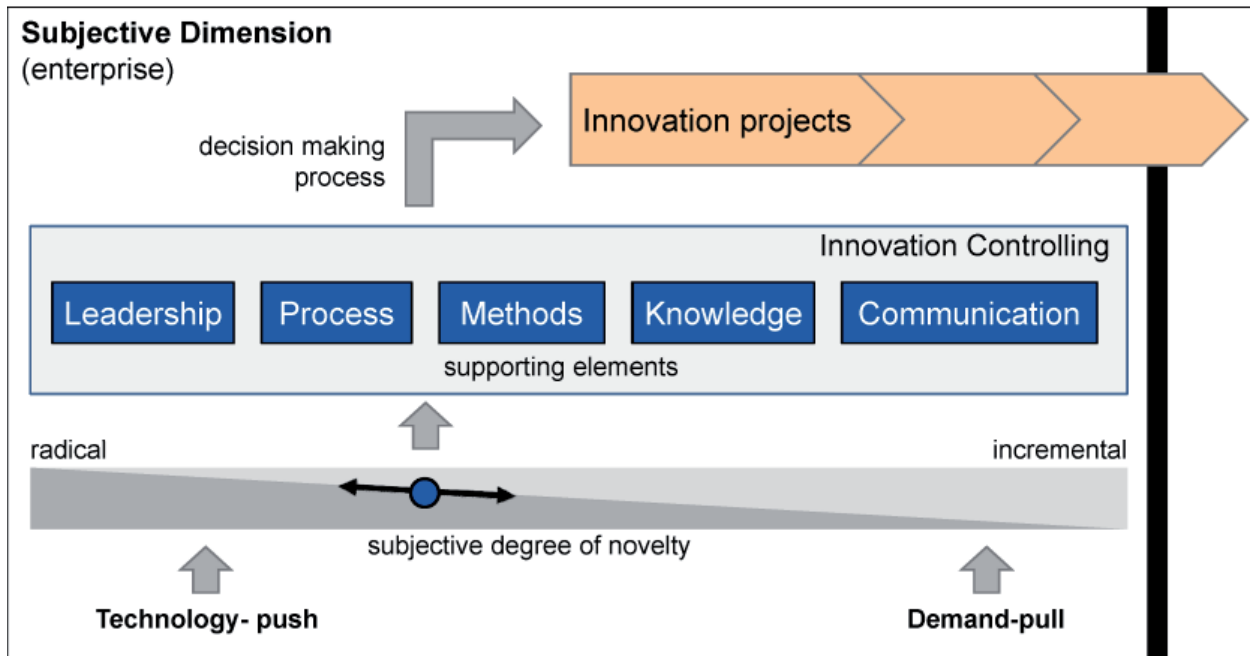 Subjective Dimension
(enterprise)
Innovation projects
decision making
process
Innovation Controlling
Leadership
Process
Methods
Knowledge
Communication
supporting elements
radical
incremental
subjective degree of novelty
Technology- push
Demand-pull